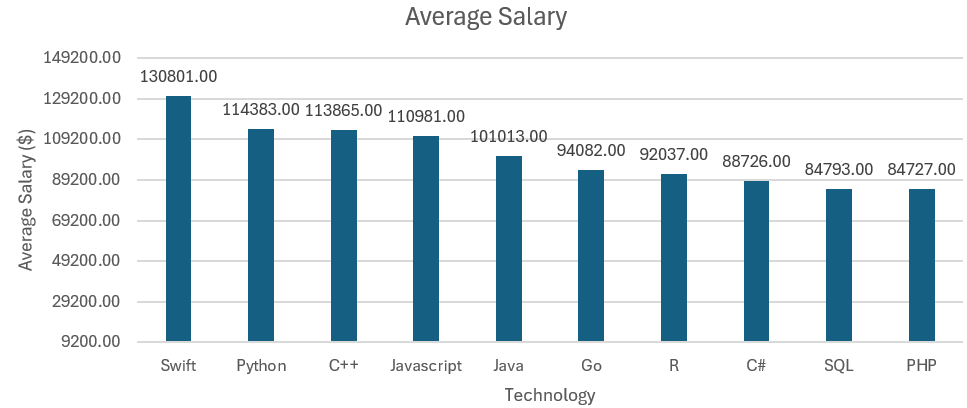 Average Salary
149200.00
129200.00
109200.00
89200.00
69200.00
49200.00
29200.00
9200.00
Average Salary ($)
130801.00
114383.00
113865.00
110981.00
101013.00
94082.00
92037.00
88726.00
84793.00
84727.00
Swift
Python
C++
Javascript
Java
Go
R
C#
SQL
PHP
Technology